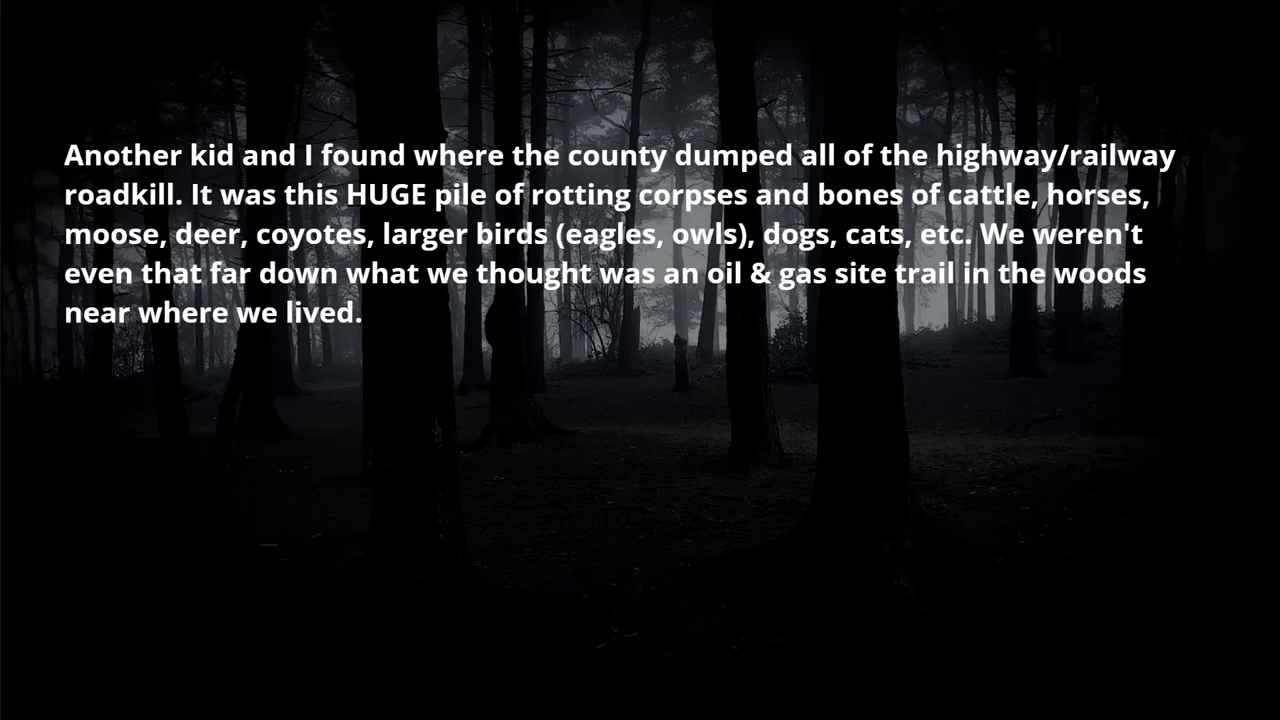 Another kid and I found where the county dumped all of the highway/railway
roadkill. It was this HUGE pile of rotting corpses and bones of cattle, horses,
moose, deer, coyotes, larger birds (eagles, owls), dogs, cats, etc. We weren't
even that far down what we thought was an oil & gas site trail in the woods
near where we lived.